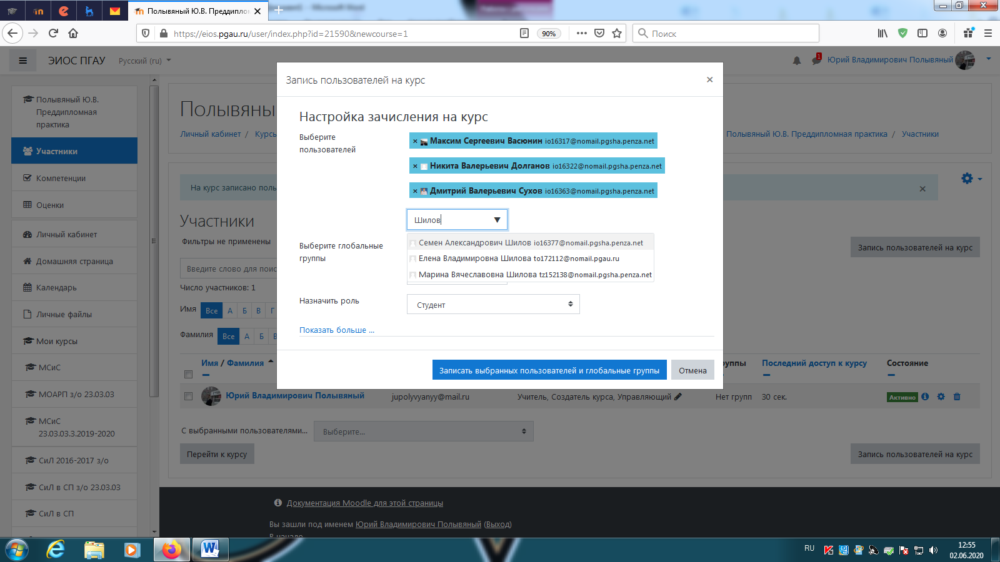 Полывяный Ю.В. Преддиплом
https://eios.pgau.ru/user/index.php?id=21590&newcourse=1
90%
Поиск
ЭИОС ПГАУ
Русский (ru)
1
Юрий Владимирович Полывяный
Полывяный Ю.В.
Преддипломная
практика
Участники
Компетенции
Оценки
Личный кабинет
Домашняя страница
Календарь
Личные файлы
Мои курсы
МСиС
МОАРП з/о 23.03.03
МСиС
23.03.03.3.2019-2020
СиЛ 2016-2017 з/о
СиЛ в СП з/о 23.03.03
СиЛ в СП
Полывяны
Личный кабинет / Курсы
Полывяный Ю.В. Преддипломная практика / Участники
На курс записано поль
×
Участники
Фильтры не применены
Запись пользователей на курс
Введите слово для поис
Число участников: 1
Имя Все А Б В Г
Фамилия Все А Б В
Запись пользователей на курс
×
Настройка зачисления на курс
Выберите
пользователей
× Максим Сергеевич Васюнин io16317@nomail.pgsha.penza.net
× Никита Валерьевич Долганов io16322@nomail.pgsha.penza.net
× Дмитрий Валерьевич Сухов io16363@nomail.pgsha.penza.net
Шилов ▼
Семен Александрович Шилов io16377@nomail.pgsha.penza.net
Елена Владимировна Шилова to172112@nomail.pgau.ru
Марина Вячеславовна Шилова tz152138@nomail.pgsha.penza.net
Выберите глобальные
группы
Назначить роль
Студент
Показать больше ...
Записать выбранных пользователей и глобальные группы
Отмена
Имя / Фамилия
руппы
Последний доступ к курсу
Состояние
Юрий Владимирович Полывяный
jupolyvyanyy@mail.ru
Учитель, Создатель курса, Управляющий
Нет групп
30 сек.
Активно
С выбранными пользователями...
Выберите...
Перейти к курсу
Запись пользователей на курс
Документация Moodle для этой страницы
Вы зашли под именем Юрий Владимирович Полывяный (Выход)
В начало
RU
12:55
02.06.2020